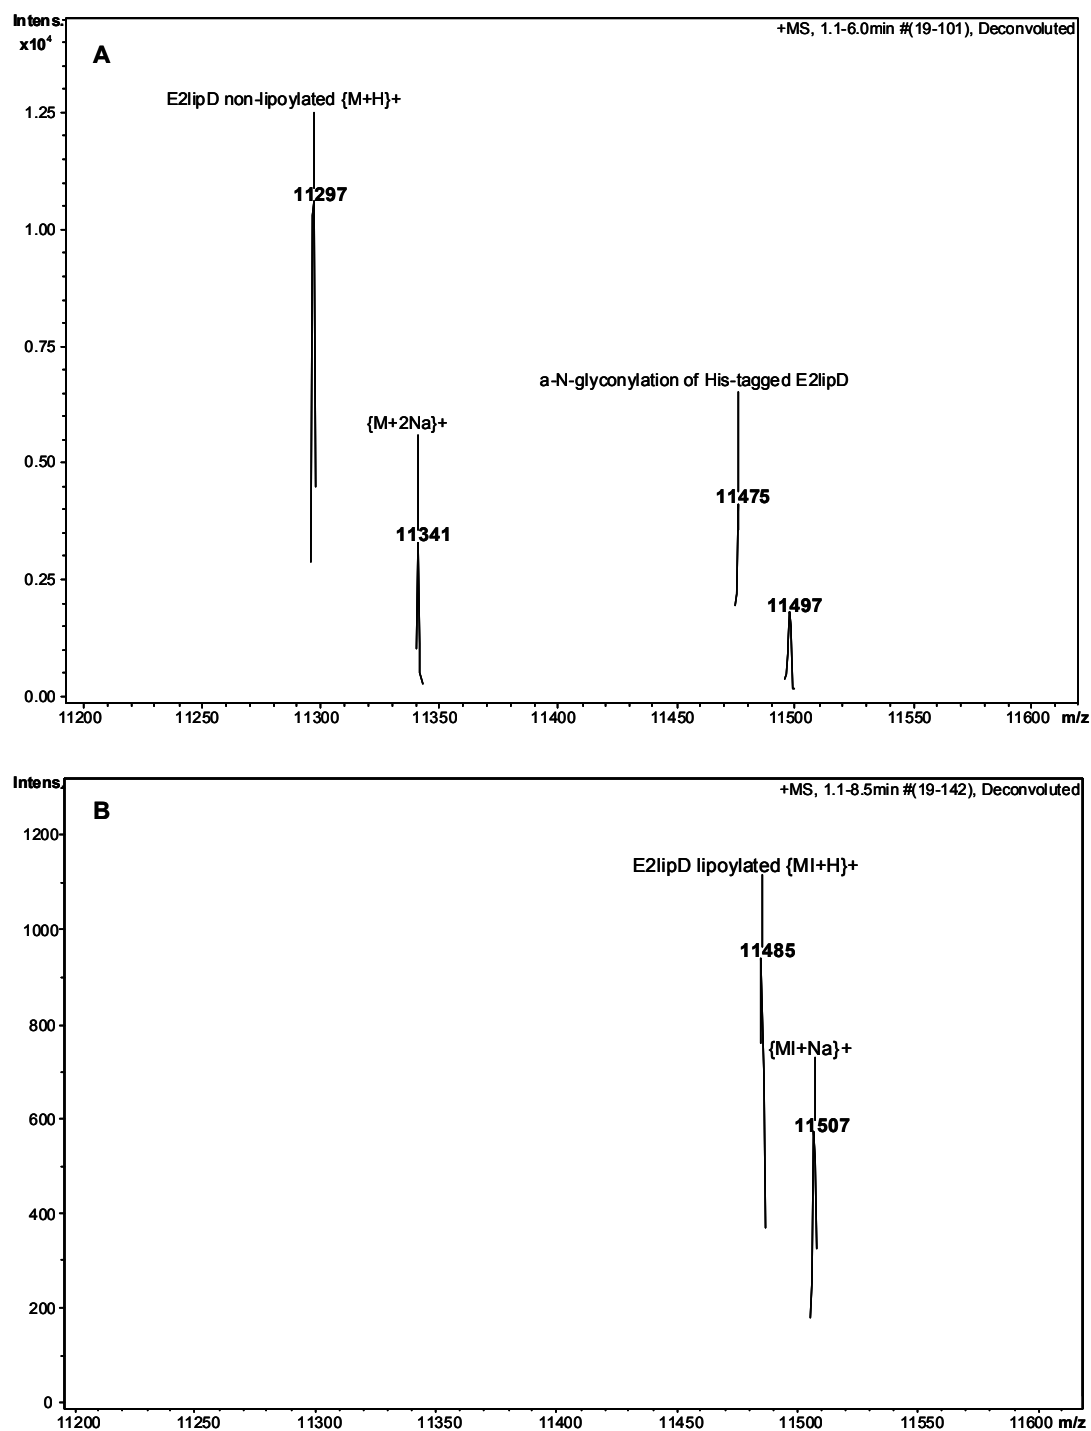 Intens.
x10⁴
+MS, 1.1-6.0min #(19-101), Deconvoluted
A
E2lipD non-lipoylated {M+H}+
1.25
11297
1.00
0.75
a-N-glyconylation of His-tagged E2lipD
{M+2Na}+
0.50
11475
11341
0.25
11497
0.00
11200 11250 11300 11350 11400 11450 11500 11550 11600 m/z
Intens.
+MS, 1.1-8.5min #(19-142), Deconvoluted
B
1200
E2lipD lipoylated {Ml+H}+
1000
11485
800
{Ml+Na}+
600
11507
400
200
0
11200 11250 11300 11350 11400 11450 11500 11550 11600 m/z